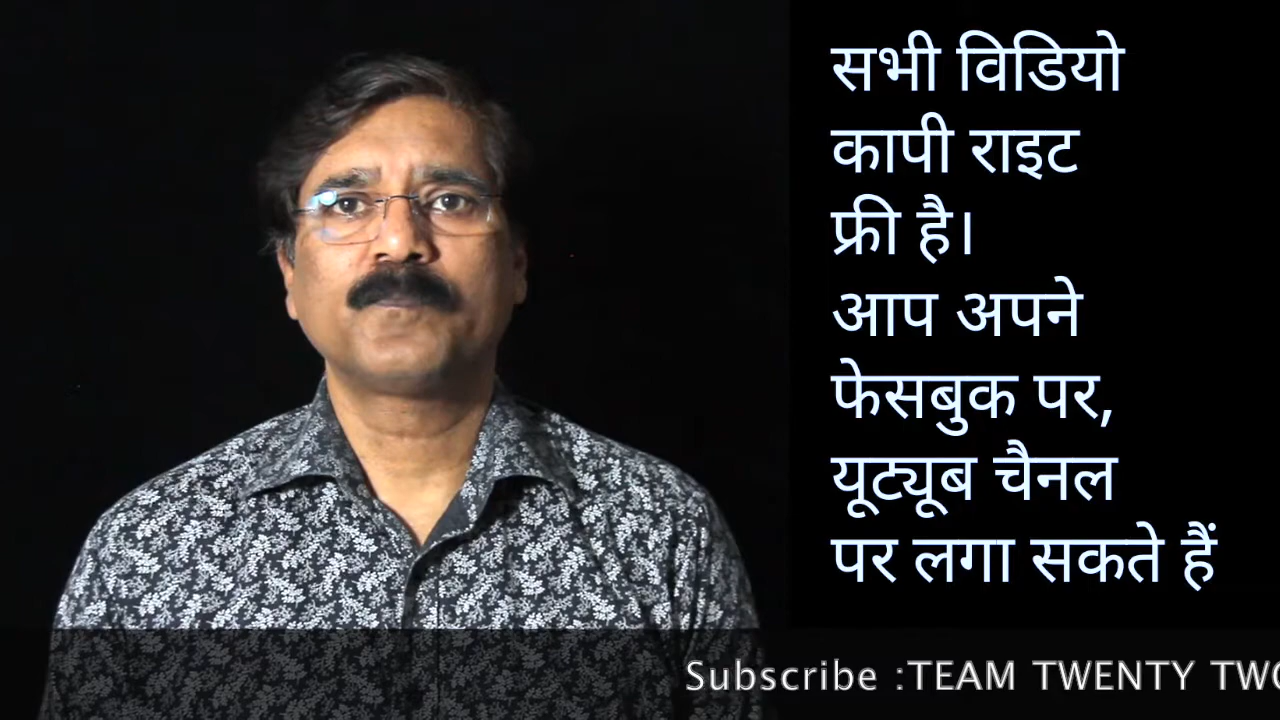 सभी विडियो
कापी राइट
फ्री है।
आप अपने
फेसबुक पर,
यूट्यूब चैनल
पर लगा सकते हैं
Subscribe :TEAM TWENTY TWO